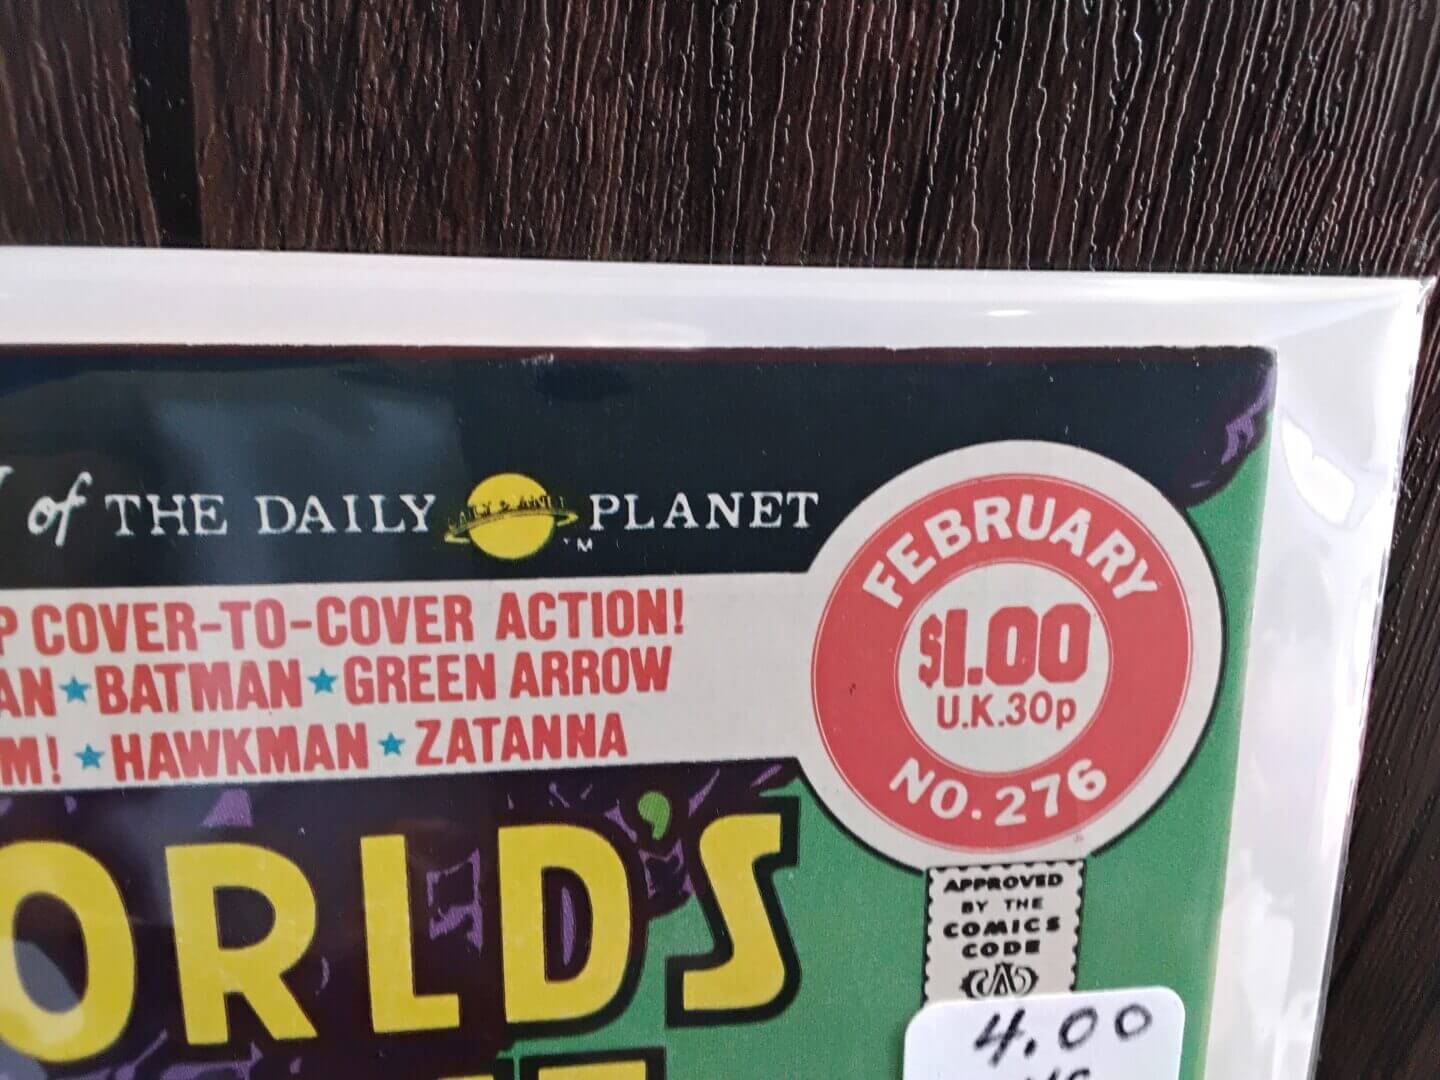 of THE DAILY PLANET
TM
P COVER-TO-COVER ACTION!
AN ★ BATMAN ★ GREEN ARROW
M! ★ HAWKMAN ★ ZATANNA
ORLD'S
FEBRUARY
$1.00
U.K.30p
NO. 276
APPROVED
BY THE
COMICS
CODE
4.00